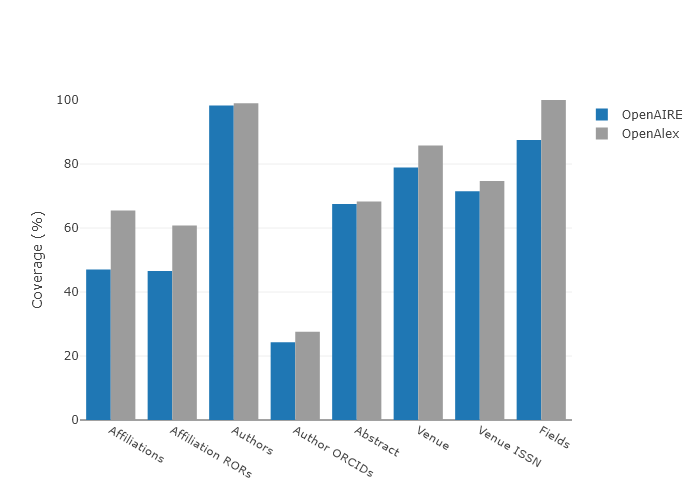 OpenAIRE
OpenAlex
Coverage (%)
100
80
60
40
20
0
Affiliations
Affiliation RORs
Authors
Author ORCIDs
Abstract
Venue
Venue ISSN
Fields